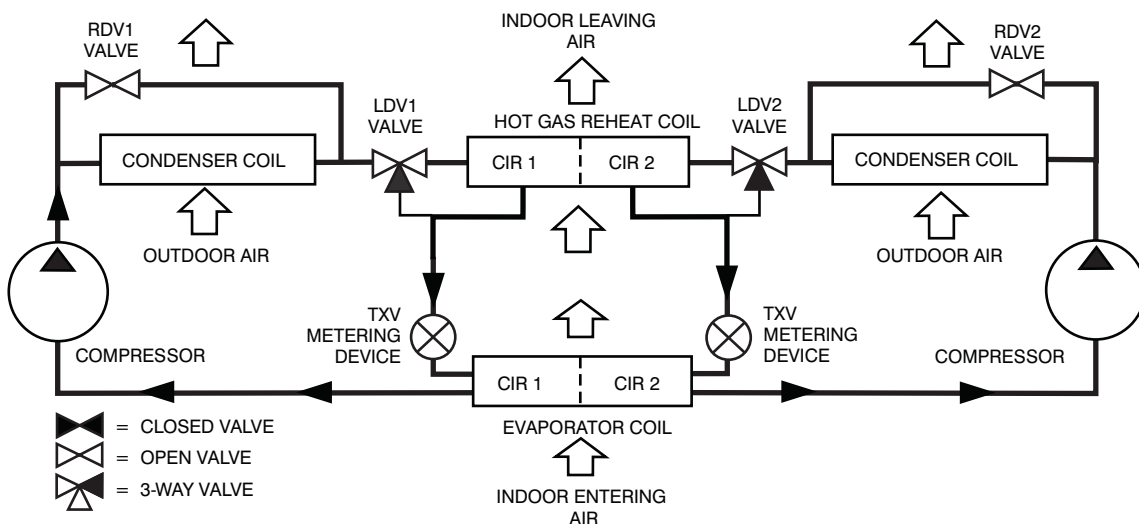 INDOOR LEAVING
AIR
RDV1
VALVE
RDV2
VALVE
LDV1
VALVE
HOT GAS REHEAT COIL
LDV2
VALVE
CONDENSER COIL
CIR 1
CIR 2
CONDENSER COIL
OUTDOOR AIR
OUTDOOR AIR
TXV
METERING
DEVICE
TXV
METERING
DEVICE
COMPRESSOR
COMPRESSOR
CIR 1
CIR 2
EVAPORATOR COIL
= CLOSED VALVE
= OPEN VALVE
= 3-WAY VALVE
INDOOR ENTERING
AIR